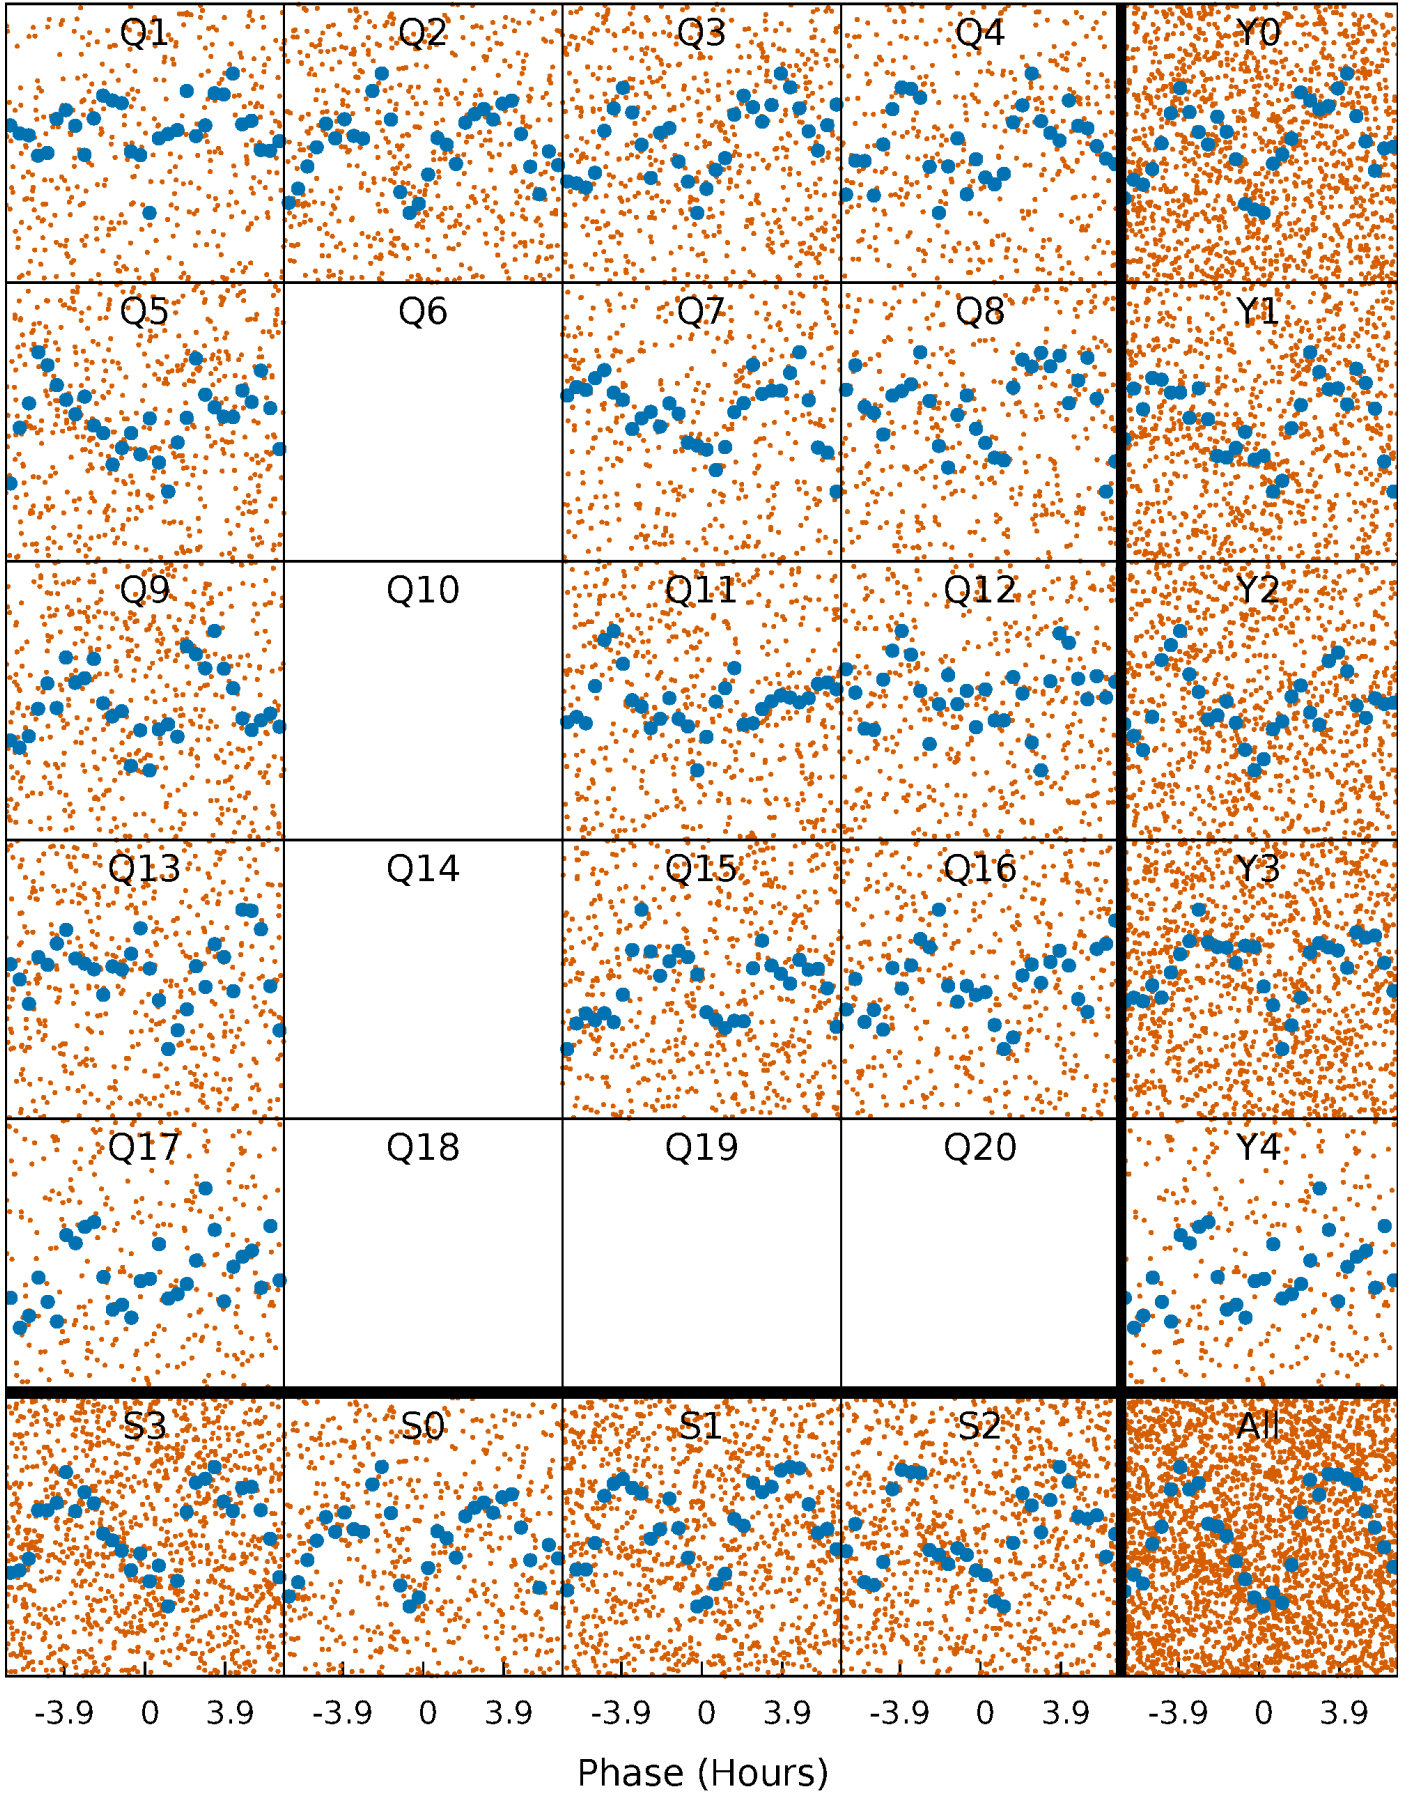 Q1 Q2 Q3 Q4 Y0
Q5 Q6 Q7 Q8 Y1
Q9 Q10 Q11 Q12 Y2
Q13 Q14 Q15 Q16 Y3
Q17 Q18 Q19 Q20 Y4
S3 S0 S1 S2 All
-3.9 0 3.9 -3.9 0 3.9 -3.9 0 3.9 -3.9 0 3.9 -3.9 0 3.9
Phase (Hours)